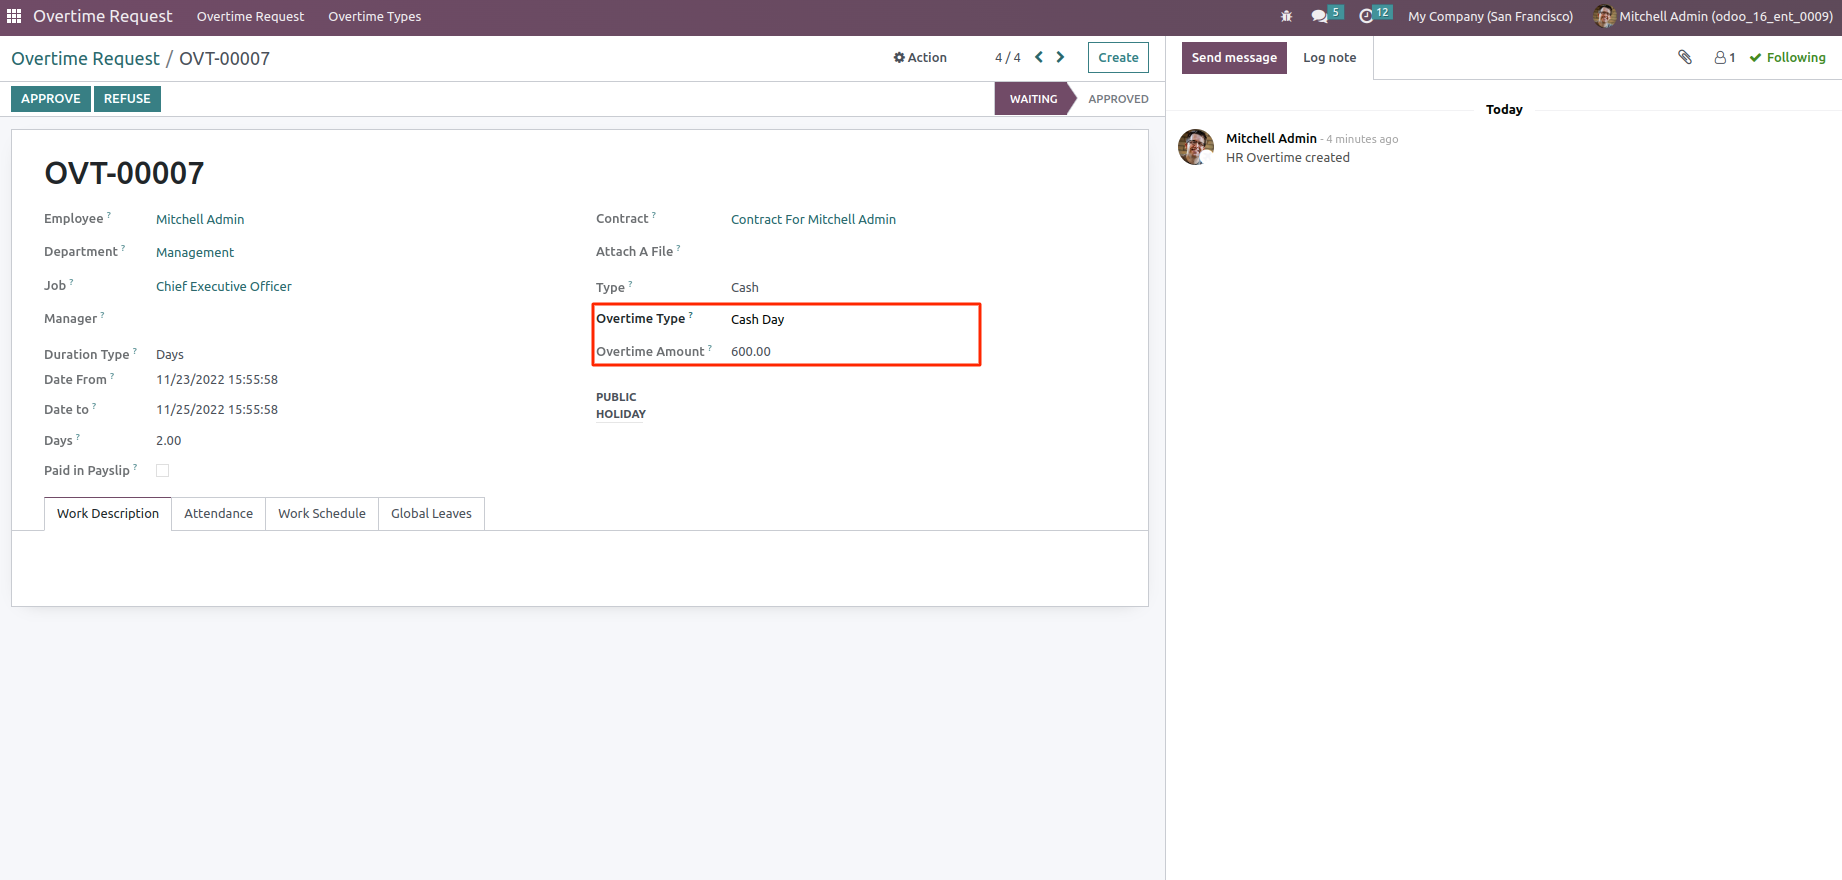 Overtime Request Overtime Request Overtime Types 5 12 My Company (San Francisco) Mitchell Admin (odoo_16_ent_0009)
Overtime Request / OVT-00007 Action 4 / 4 Create
Send message Log note 1 Following
APPROVE REFUSE WAITING APPROVED
OVT-00007
Employee ? Mitchell Admin
Department ? Management
Job ? Chief Executive Officer
Manager ?
Duration Type ? Days
Date From ? 11/23/2022 15:55:58
Date to ? 11/25/2022 15:55:58
Days ? 2.00
Paid in Payslip ?
Contract ? Contract For Mitchell Admin
Attach A File ?
Type ? Cash
Overtime Type ? Cash Day
Overtime Amount ? 600.00
PUBLIC
HOLIDAY
Work Description Attendance Work Schedule Global Leaves
Today
Mitchell Admin - 4 minutes ago
HR Overtime created